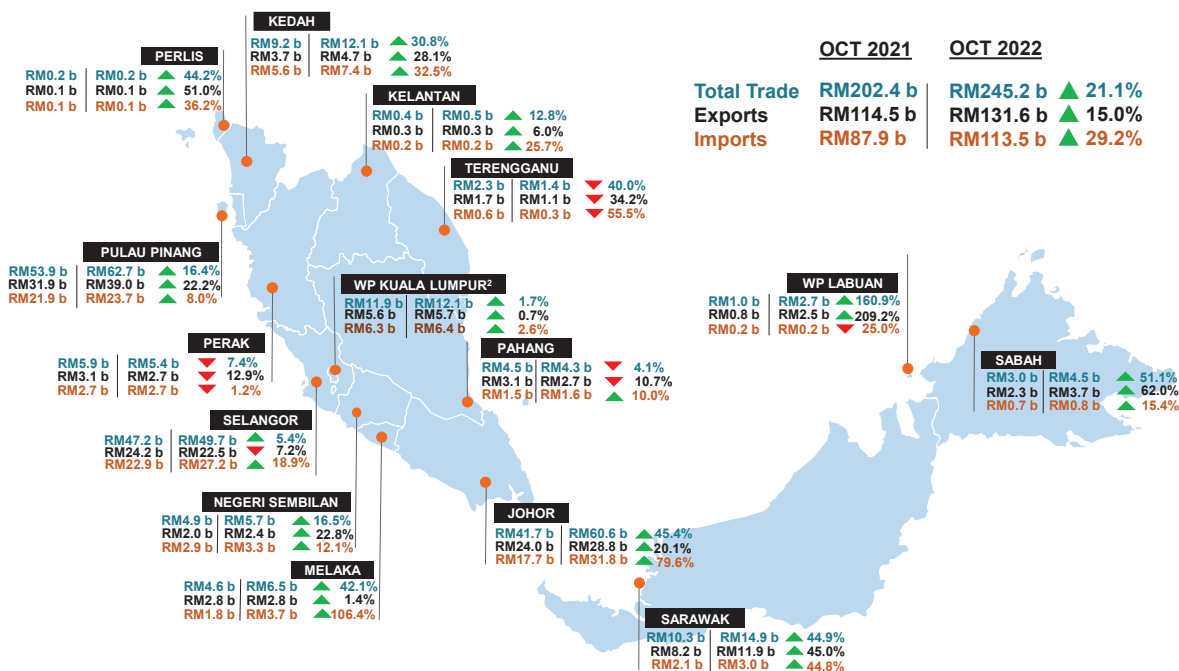 OCT 2021 OCT 2022
Total Trade RM202.4 b RM245.2 b 21.1%
Exports RM114.5 b RM131.6 b 15.0%
Imports RM87.9 b RM113.5 b 29.2%
KEDAH
RM9.2 b RM12.1 b 30.8%
RM3.7 b RM4.7 b 28.1%
RM5.6 b RM7.4 b 32.5%
PERLIS
RM0.2 b RM0.2 b 44.2%
RM0.1 b RM0.1 b 51.0%
RM0.1 b RM0.1 b 36.2%
KELANTAN
RM0.4 b RM0.5 b 12.8%
RM0.3 b RM0.3 b 6.0%
RM0.2 b RM0.2 b 25.7%
TERENGGANU
RM2.3 b RM1.4 b 40.0%
RM1.7 b RM1.1 b 34.2%
RM0.6 b RM0.3 b 55.5%
PULAU PINANG
RM53.9 b RM62.7 b 16.4%
RM31.9 b RM39.0 b 22.2%
RM21.9 b RM23.7 b 8.0%
WP KUALA LUMPUR²
RM11.9 b RM12.1 b 1.7%
RM5.6 b RM5.7 b 0.7%
RM6.3 b RM6.4 b 2.6%
WP LABUAN
RM1.0 b RM2.7 b 160.9%
RM0.8 b RM2.5 b 209.2%
RM0.2 b RM0.2 b 25.0%
PERAK
RM5.9 b RM5.4 b 7.4%
RM3.1 b RM2.7 b 12.9%
RM2.7 b RM2.7 b 1.2%
PAHANG
RM4.5 b RM4.3 b 4.1%
RM3.1 b RM2.7 b 10.7%
RM1.5 b RM1.6 b 10.0%
SABAH
RM3.0 b RM4.5 b 51.1%
RM2.3 b RM3.7 b 62.0%
RM0.7 b RM0.8 b 15.4%
SELANGOR
RM47.2 b RM49.7 b 5.4%
RM24.2 b RM22.5 b 7.2%
RM22.9 b RM27.2 b 18.9%
NEGERI SEMBILAN
RM4.9 b RM5.7 b 16.5%
RM2.0 b RM2.4 b 22.8%
RM2.9 b RM3.3 b 12.1%
JOHOR
RM41.7 b RM60.6 b 45.4%
RM24.0 b RM28.8 b 20.1%
RM17.7 b RM31.8 b 79.6%
MELAKA
RM4.6 b RM6.5 b 42.1%
RM2.8 b RM2.8 b 1.4%
RM1.8 b RM3.7 b 106.4%
SARAWAK
RM10.3 b RM14.9 b 44.9%
RM8.2 b RM11.9 b 45.0%
RM2.1 b RM3.0 b 44.8%